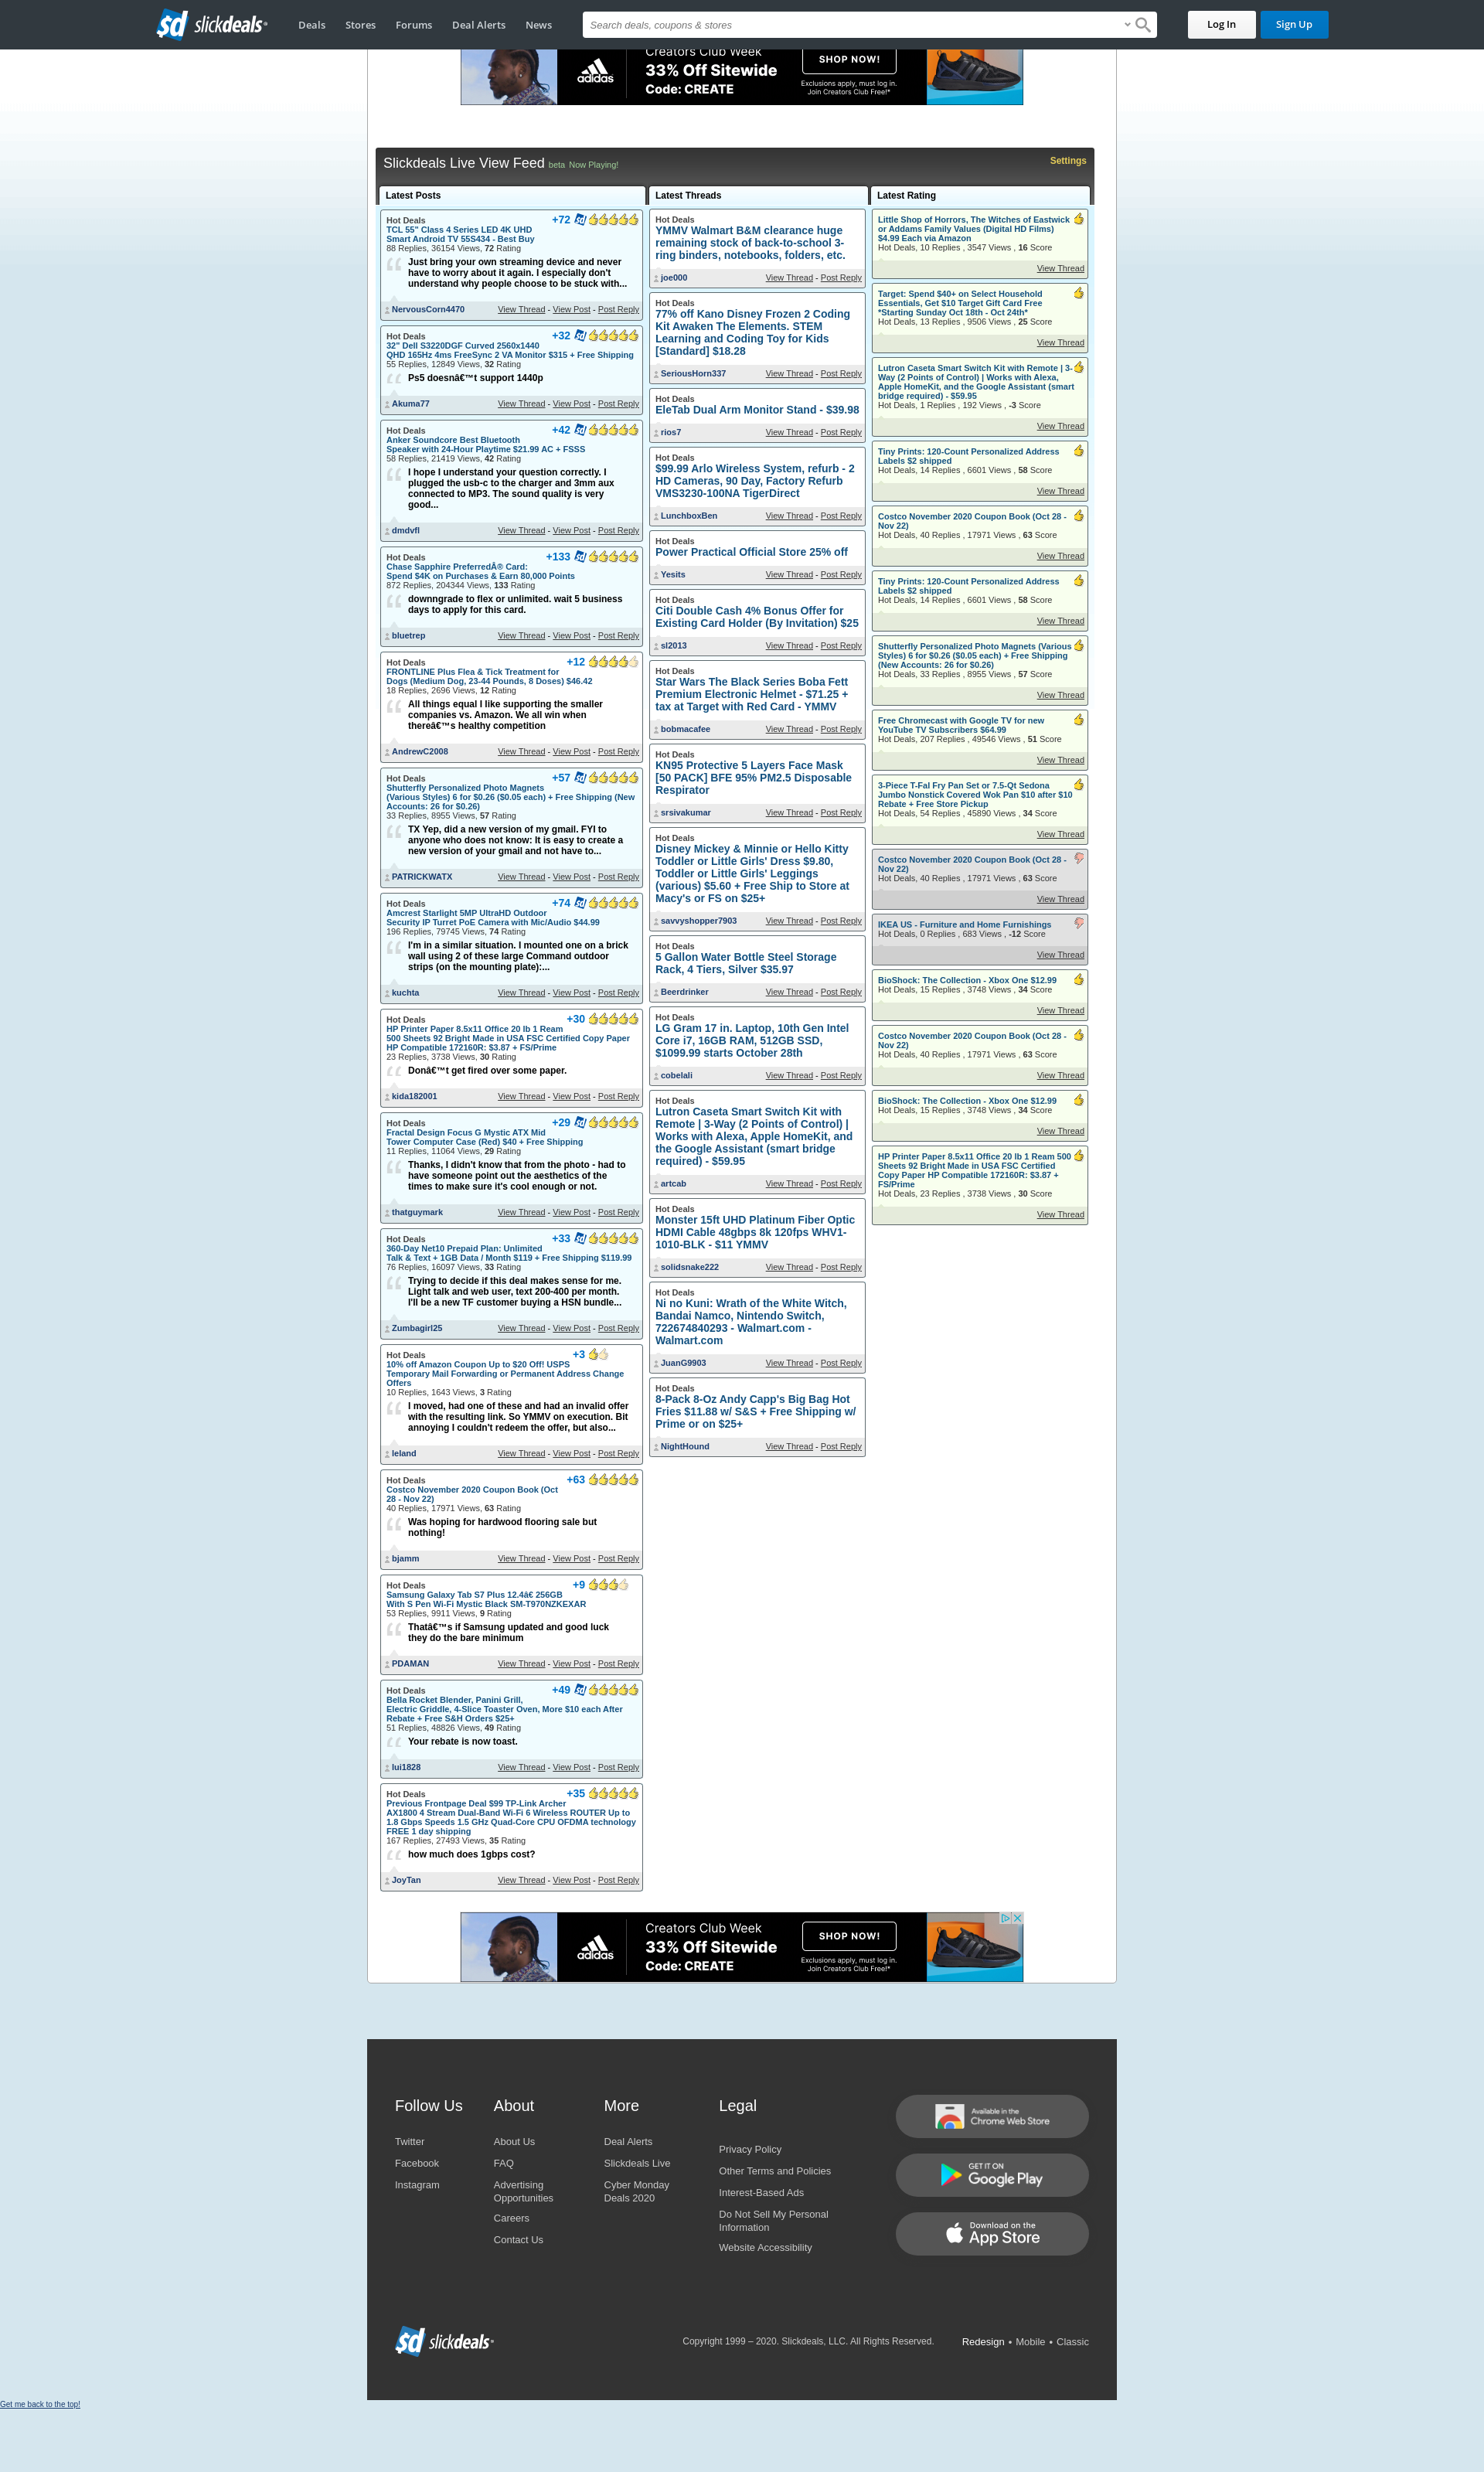 slickdeals
Deals
Stores
Forums
Deal Alerts
News
Search deals, coupons & stores
Log In
Sign Up
adidas
Creators Club Week
33% Off Sitewide
Code: CREATE
SHOP NOW!
Exclusions apply, must log in.
Join Creators Club Free!*
Slickdeals Live View Feed beta Now Playing!
Settings
Latest Posts
Hot Deals
+72
TCL 55" Class 4 Series LED 4K UHD
Smart Android TV 55S434 - Best Buy
88 Replies, 36154 Views, 72 Rating
Just bring your own streaming device and never
have to worry about it again. I especially don't
understand why people choose to be stuck with...
NervousCorn4470
View Thread - View Post - Post Reply
Hot Deals
+32
32" Dell S3220DGF Curved 2560x1440
QHD 165Hz 4ms FreeSync 2 VA Monitor $315 + Free Shipping
55 Replies, 12849 Views, 32 Rating
Ps5 doesnâ€™t support 1440p
Akuma77
View Thread - View Post - Post Reply
Hot Deals
+42
Anker Soundcore Best Bluetooth
Speaker with 24-Hour Playtime $21.99 AC + FSSS
58 Replies, 21419 Views, 42 Rating
I hope I understand your question correctly. I
plugged the usb-c to the charger and 3mm aux
connected to MP3. The sound quality is very
good...
dmdvfl
View Thread - View Post - Post Reply
Hot Deals
+133
Chase Sapphire PreferredÂ® Card:
Spend $4K on Purchases & Earn 80,000 Points
872 Replies, 204344 Views, 133 Rating
downngrade to flex or unlimited. wait 5 business
days to apply for this card.
bluetrep
View Thread - View Post - Post Reply
Hot Deals
+12
FRONTLINE Plus Flea & Tick Treatment for
Dogs (Medium Dog, 23-44 Pounds, 8 Doses) $46.42
18 Replies, 2696 Views, 12 Rating
All things equal I like supporting the smaller
companies vs. Amazon. We all win when
thereâ€™s healthy competition
AndrewC2008
View Thread - View Post - Post Reply
Hot Deals
+57
Shutterfly Personalized Photo Magnets
(Various Styles) 6 for $0.26 ($0.05 each) + Free Shipping (New
Accounts: 26 for $0.26)
33 Replies, 8955 Views, 57 Rating
TX Yep, did a new version of my gmail. FYI to
anyone who does not know: It is easy to create a
new version of your gmail and not have to...
PATRICKWATX
View Thread - View Post - Post Reply
Hot Deals
+74
Amcrest Starlight 5MP UltraHD Outdoor
Security IP Turret PoE Camera with Mic/Audio $44.99
196 Replies, 79745 Views, 74 Rating
I'm in a similar situation. I mounted one on a brick
wall using 2 of these large Command outdoor
strips (on the mounting plate):...
kuchta
View Thread - View Post - Post Reply
Hot Deals
+30
HP Printer Paper 8.5x11 Office 20 lb 1 Ream
500 Sheets 92 Bright Made in USA FSC Certified Copy Paper
HP Compatible 172160R: $3.87 + FS/Prime
23 Replies, 3738 Views, 30 Rating
Donâ€™t get fired over some paper.
kida182001
View Thread - View Post - Post Reply
Hot Deals
+29
Fractal Design Focus G Mystic ATX Mid
Tower Computer Case (Red) $40 + Free Shipping
11 Replies, 11064 Views, 29 Rating
Thanks, I didn't know that from the photo - had to
have someone point out the aesthetics of the
times to make sure it's cool enough or not.
thatguymark
View Thread - View Post - Post Reply
Hot Deals
+33
360-Day Net10 Prepaid Plan: Unlimited
Talk & Text + 1GB Data / Month $119 + Free Shipping $119.99
76 Replies, 16097 Views, 33 Rating
Trying to decide if this deal makes sense for me.
Light talk and web user, text 200-400 per month.
I'll be a new TF customer buying a HSN bundle...
Zumbagirl25
View Thread - View Post - Post Reply
Hot Deals
+3
10% off Amazon Coupon Up to $20 Off! USPS
Temporary Mail Forwarding or Permanent Address Change
Offers
10 Replies, 1643 Views, 3 Rating
I moved, had one of these and had an invalid offer
with the resulting link. So YMMV on execution. Bit
annoying I couldn't redeem the offer, but also...
leland
View Thread - View Post - Post Reply
Hot Deals
+63
Costco November 2020 Coupon Book (Oct
28 - Nov 22)
40 Replies, 17971 Views, 63 Rating
Was hoping for hardwood flooring sale but
nothing!
bjamm
View Thread - View Post - Post Reply
Hot Deals
+9
Samsung Galaxy Tab S7 Plus 12.4â€ 256GB
With S Pen Wi-Fi Mystic Black SM-T970NZKEXAR
53 Replies, 9911 Views, 9 Rating
Thatâ€™s if Samsung updated and good luck
they do the bare minimum
PDAMAN
View Thread - View Post - Post Reply
Hot Deals
+49
Bella Rocket Blender, Panini Grill,
Electric Griddle, 4-Slice Toaster Oven, More $10 each After
Rebate + Free S&H Orders $25+
51 Replies, 48826 Views, 49 Rating
Your rebate is now toast.
lui1828
View Thread - View Post - Post Reply
Hot Deals
+35
Previous Frontpage Deal $99 TP-Link Archer
AX1800 4 Stream Dual-Band Wi-Fi 6 Wireless ROUTER Up to
1.8 Gbps Speeds 1.5 GHz Quad-Core CPU OFDMA technology
FREE 1 day shipping
167 Replies, 27493 Views, 35 Rating
how much does 1gbps cost?
JoyTan
View Thread - View Post - Post Reply
Latest Threads
Hot Deals
YMMV Walmart B&M clearance huge
remaining stock of back-to-school 3-
ring binders, notebooks, folders, etc.
joe000
View Thread - Post Reply
Hot Deals
77% off Kano Disney Frozen 2 Coding
Kit Awaken The Elements. STEM
Learning and Coding Toy for Kids
[Standard] $18.28
SeriousHorn337
View Thread - Post Reply
Hot Deals
EleTab Dual Arm Monitor Stand - $39.98
rios7
View Thread - Post Reply
Hot Deals
$99.99 Arlo Wireless System, refurb - 2
HD Cameras, 90 Day, Factory Refurb
VMS3230-100NA TigerDirect
LunchboxBen
View Thread - Post Reply
Hot Deals
Power Practical Official Store 25% off
Yesits
View Thread - Post Reply
Hot Deals
Citi Double Cash 4% Bonus Offer for
Existing Card Holder (By Invitation) $25
sl2013
View Thread - Post Reply
Hot Deals
Star Wars The Black Series Boba Fett
Premium Electronic Helmet - $71.25 +
tax at Target with Red Card - YMMV
bobmacafee
View Thread - Post Reply
Hot Deals
KN95 Protective 5 Layers Face Mask
[50 PACK] BFE 95% PM2.5 Disposable
Respirator
srsivakumar
View Thread - Post Reply
Hot Deals
Disney Mickey & Minnie or Hello Kitty
Toddler or Little Girls' Dress $9.80,
Toddler or Little Girls' Leggings
(various) $5.60 + Free Ship to Store at
Macy's or FS on $25+
savvyshopper7903
View Thread - Post Reply
Hot Deals
5 Gallon Water Bottle Steel Storage
Rack, 4 Tiers, Silver $35.97
Beerdrinker
View Thread - Post Reply
Hot Deals
LG Gram 17 in. Laptop, 10th Gen Intel
Core i7, 16GB RAM, 512GB SSD,
$1099.99 starts October 28th
cobelali
View Thread - Post Reply
Hot Deals
Lutron Caseta Smart Switch Kit with
Remote | 3-Way (2 Points of Control) |
Works with Alexa, Apple HomeKit, and
the Google Assistant (smart bridge
required) - $59.95
artcab
View Thread - Post Reply
Hot Deals
Monster 15ft UHD Platinum Fiber Optic
HDMI Cable 48gbps 8k 120fps WHV1-
1010-BLK - $11 YMMV
solidsnake222
View Thread - Post Reply
Hot Deals
Ni no Kuni: Wrath of the White Witch,
Bandai Namco, Nintendo Switch,
722674840293 - Walmart.com -
Walmart.com
JuanG9903
View Thread - Post Reply
Hot Deals
8-Pack 8-Oz Andy Capp's Big Bag Hot
Fries $11.88 w/ S&S + Free Shipping w/
Prime or on $25+
NightHound
View Thread - Post Reply
Latest Rating
Little Shop of Horrors, The Witches of Eastwick
or Addams Family Values (Digital HD Films)
$4.99 Each via Amazon
Hot Deals, 10 Replies , 3547 Views , 16 Score
View Thread
Target: Spend $40+ on Select Household
Essentials, Get $10 Target Gift Card Free
*Starting Sunday Oct 18th - Oct 24th*
Hot Deals, 13 Replies , 9506 Views , 25 Score
View Thread
Lutron Caseta Smart Switch Kit with Remote | 3-
Way (2 Points of Control) | Works with Alexa,
Apple HomeKit, and the Google Assistant (smart
bridge required) - $59.95
Hot Deals, 1 Replies , 192 Views , -3 Score
View Thread
Tiny Prints: 120-Count Personalized Address
Labels $2 shipped
Hot Deals, 14 Replies , 6601 Views , 58 Score
View Thread
Costco November 2020 Coupon Book (Oct 28 -
Nov 22)
Hot Deals, 40 Replies , 17971 Views , 63 Score
View Thread
Tiny Prints: 120-Count Personalized Address
Labels $2 shipped
Hot Deals, 14 Replies , 6601 Views , 58 Score
View Thread
Shutterfly Personalized Photo Magnets (Various
Styles) 6 for $0.26 ($0.05 each) + Free Shipping
(New Accounts: 26 for $0.26)
Hot Deals, 33 Replies , 8955 Views , 57 Score
View Thread
Free Chromecast with Google TV for new
YouTube TV Subscribers $64.99
Hot Deals, 207 Replies , 49546 Views , 51 Score
View Thread
3-Piece T-Fal Fry Pan Set or 7.5-Qt Sedona
Jumbo Nonstick Covered Wok Pan $10 after $10
Rebate + Free Store Pickup
Hot Deals, 54 Replies , 45890 Views , 34 Score
View Thread
Costco November 2020 Coupon Book (Oct 28 -
Nov 22)
Hot Deals, 40 Replies , 17971 Views , 63 Score
View Thread
IKEA US - Furniture and Home Furnishings
Hot Deals, 0 Replies , 683 Views , -12 Score
View Thread
BioShock: The Collection - Xbox One $12.99
Hot Deals, 15 Replies , 3748 Views , 34 Score
View Thread
Costco November 2020 Coupon Book (Oct 28 -
Nov 22)
Hot Deals, 40 Replies , 17971 Views , 63 Score
View Thread
BioShock: The Collection - Xbox One $12.99
Hot Deals, 15 Replies , 3748 Views , 34 Score
View Thread
HP Printer Paper 8.5x11 Office 20 lb 1 Ream 500
Sheets 92 Bright Made in USA FSC Certified
Copy Paper HP Compatible 172160R: $3.87 +
FS/Prime
Hot Deals, 23 Replies , 3738 Views , 30 Score
View Thread
adidas
Creators Club Week
33% Off Sitewide
Code: CREATE
SHOP NOW!
Exclusions apply, must log in.
Join Creators Club Free!*
Follow Us
Twitter
Facebook
Instagram
About
About Us
FAQ
Advertising
Opportunities
Careers
Contact Us
More
Deal Alerts
Slickdeals Live
Cyber Monday
Deals 2020
Legal
Privacy Policy
Other Terms and Policies
Interest-Based Ads
Do Not Sell My Personal
Information
Website Accessibility
Available in the
Chrome Web Store
GET IT ON
Google Play
Download on the
App Store
slickdeals
Copyright 1999 – 2020. Slickdeals, LLC. All Rights Reserved.
Redesign • Mobile • Classic
Get me back to the top!